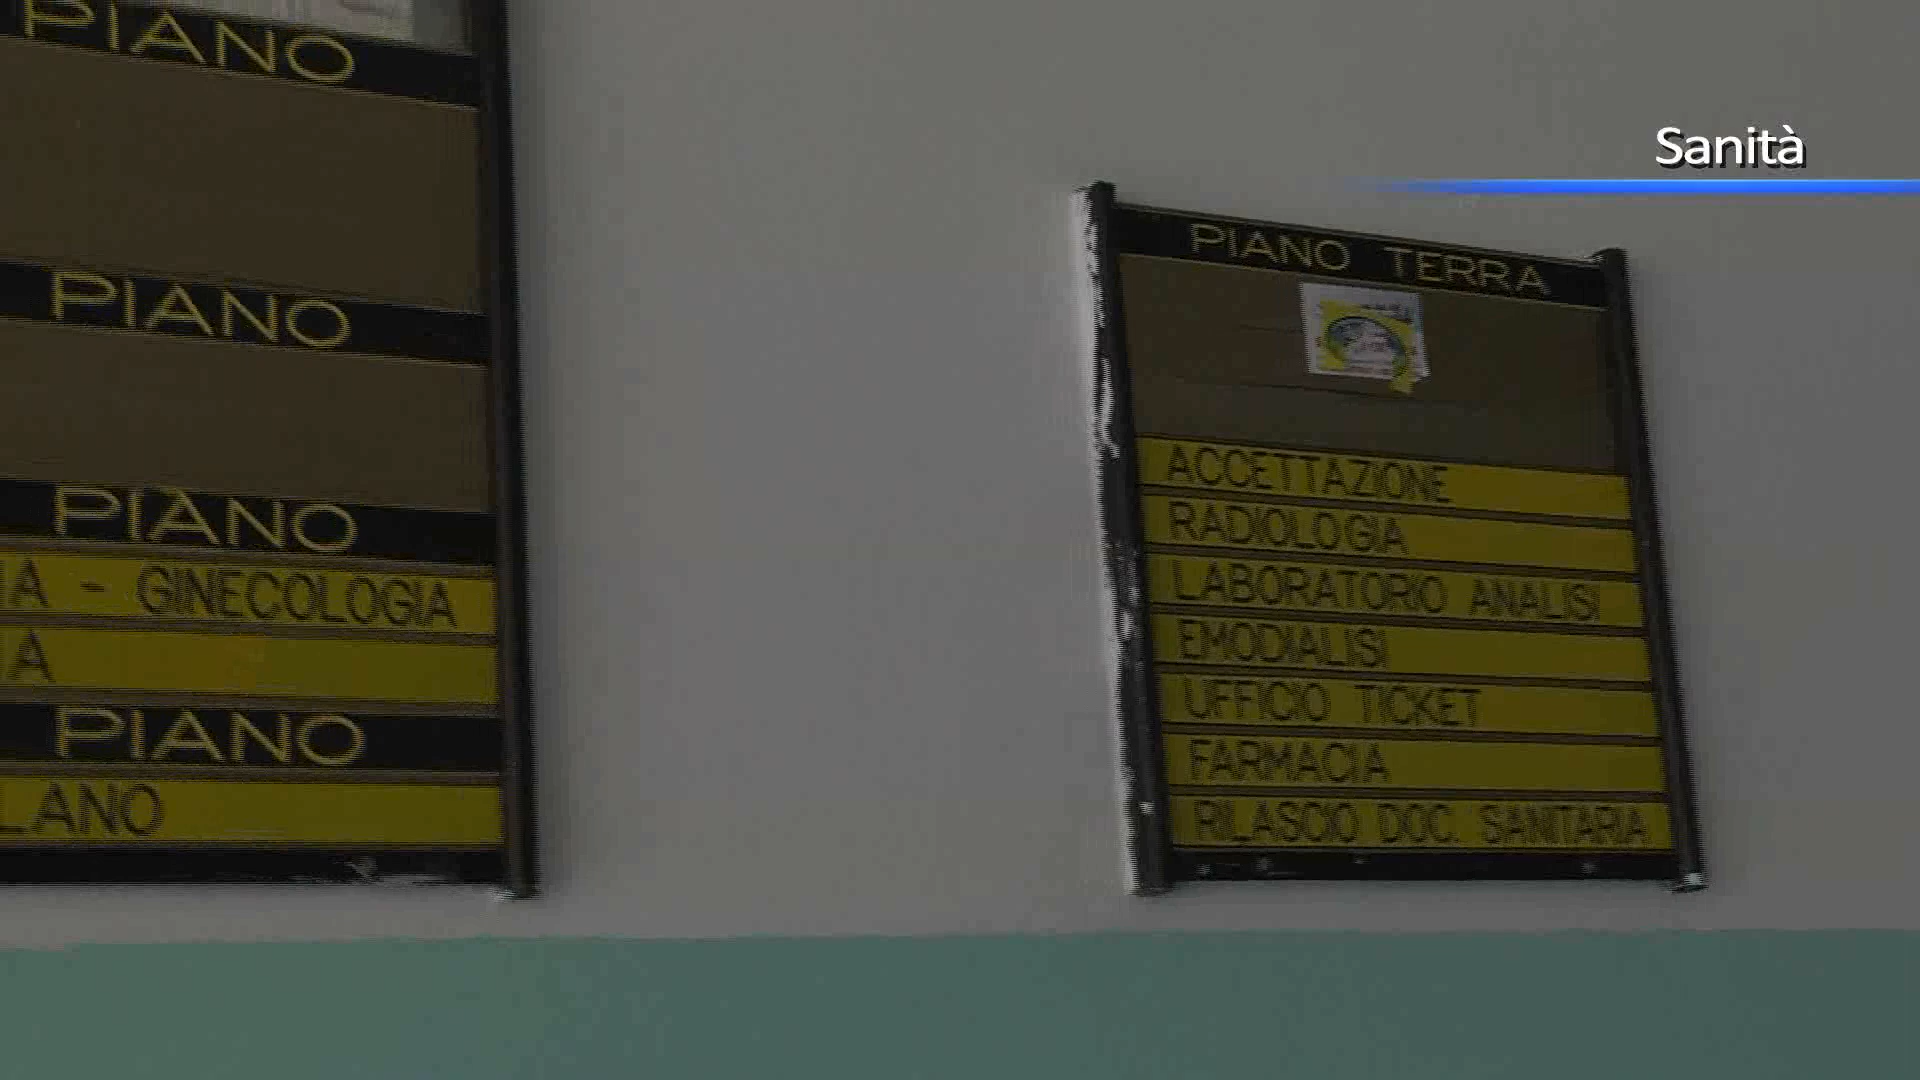 Sanità
PIANO
PIANO
PIANO
- GINECOLOGIA
PIANO
PIANO TERRA
ACCETTAZIONE
RADIOLOGIA
LABORATORIO ANALISI
EMODIALISI
UFFICIO TICKET
FARMACIA
RILASCIO DOC. SANITARIA